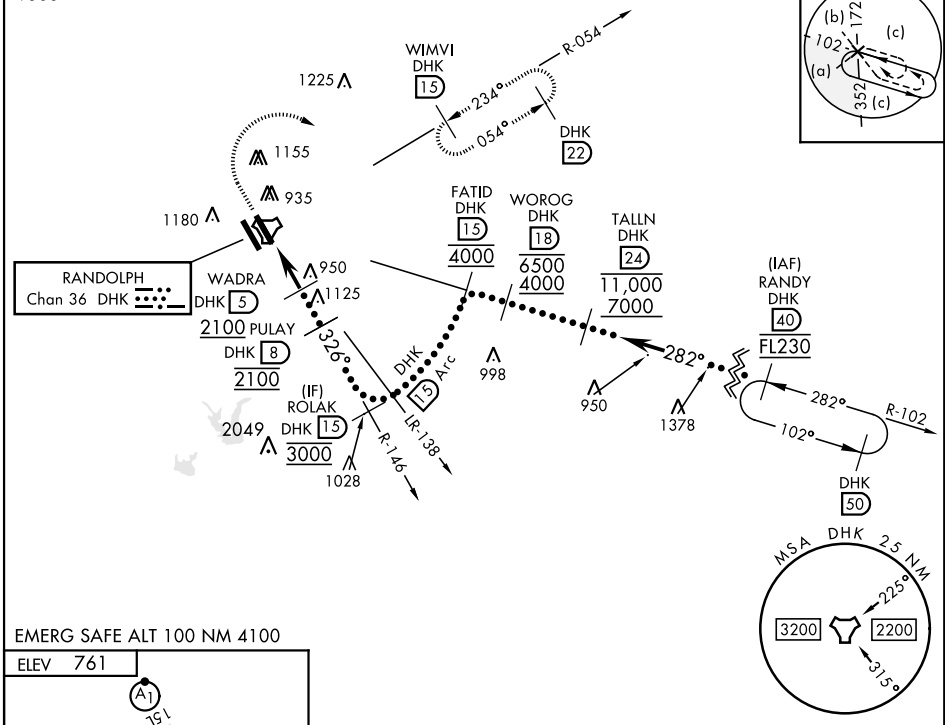 (b)
172
(c)
102
(a)
352
(c)
WIMVI
DHK
15
R-054
1225
234°
054°
DHK
22
1155
935
1180
RANDOLPH
Chan 36 DHK
950
1125
WADRA
DHK 5
2100
PULAY
DHK 8
2100
326°
(IF)
ROLAK
DHK 15
3000
2049
1028
R-146
LR-138
DHK
15 Arc
FATID
DHK
15
4000
WOROG
DHK
18
6500
4000
TALLN
DHK
24
11,000
7000
998
950
282°
1378
(IAF)
RANDY
DHK
40
FL230
282°
R-102
102°
DHK
50
MSA DHK 25 NM
225°
3200
2200
315°
EMERG SAFE ALT 100 NM 4100
ELEV 761
A1
15L